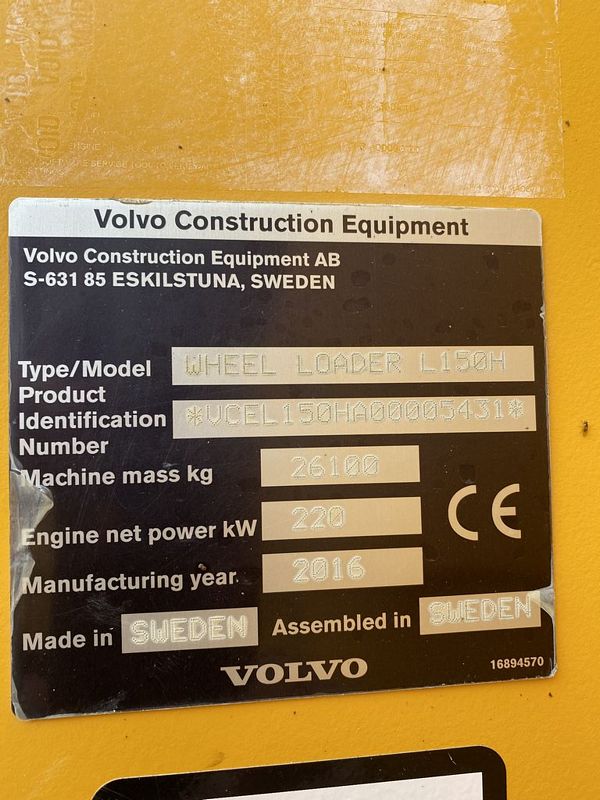 Volvo Construction Equipment
Volvo Construction Equipment AB
S-631 85 ESKILSTUNA, SWEDEN
Type/Model WHEEL LOADER L150H
Product
Identification *VCEL150HA00005431*
Number
Machine mass kg 26100
Engine net power kW 220
CE
Manufacturing year 2016
Made in SWEDEN Assembled in SWEDEN
VOLVO
16894570